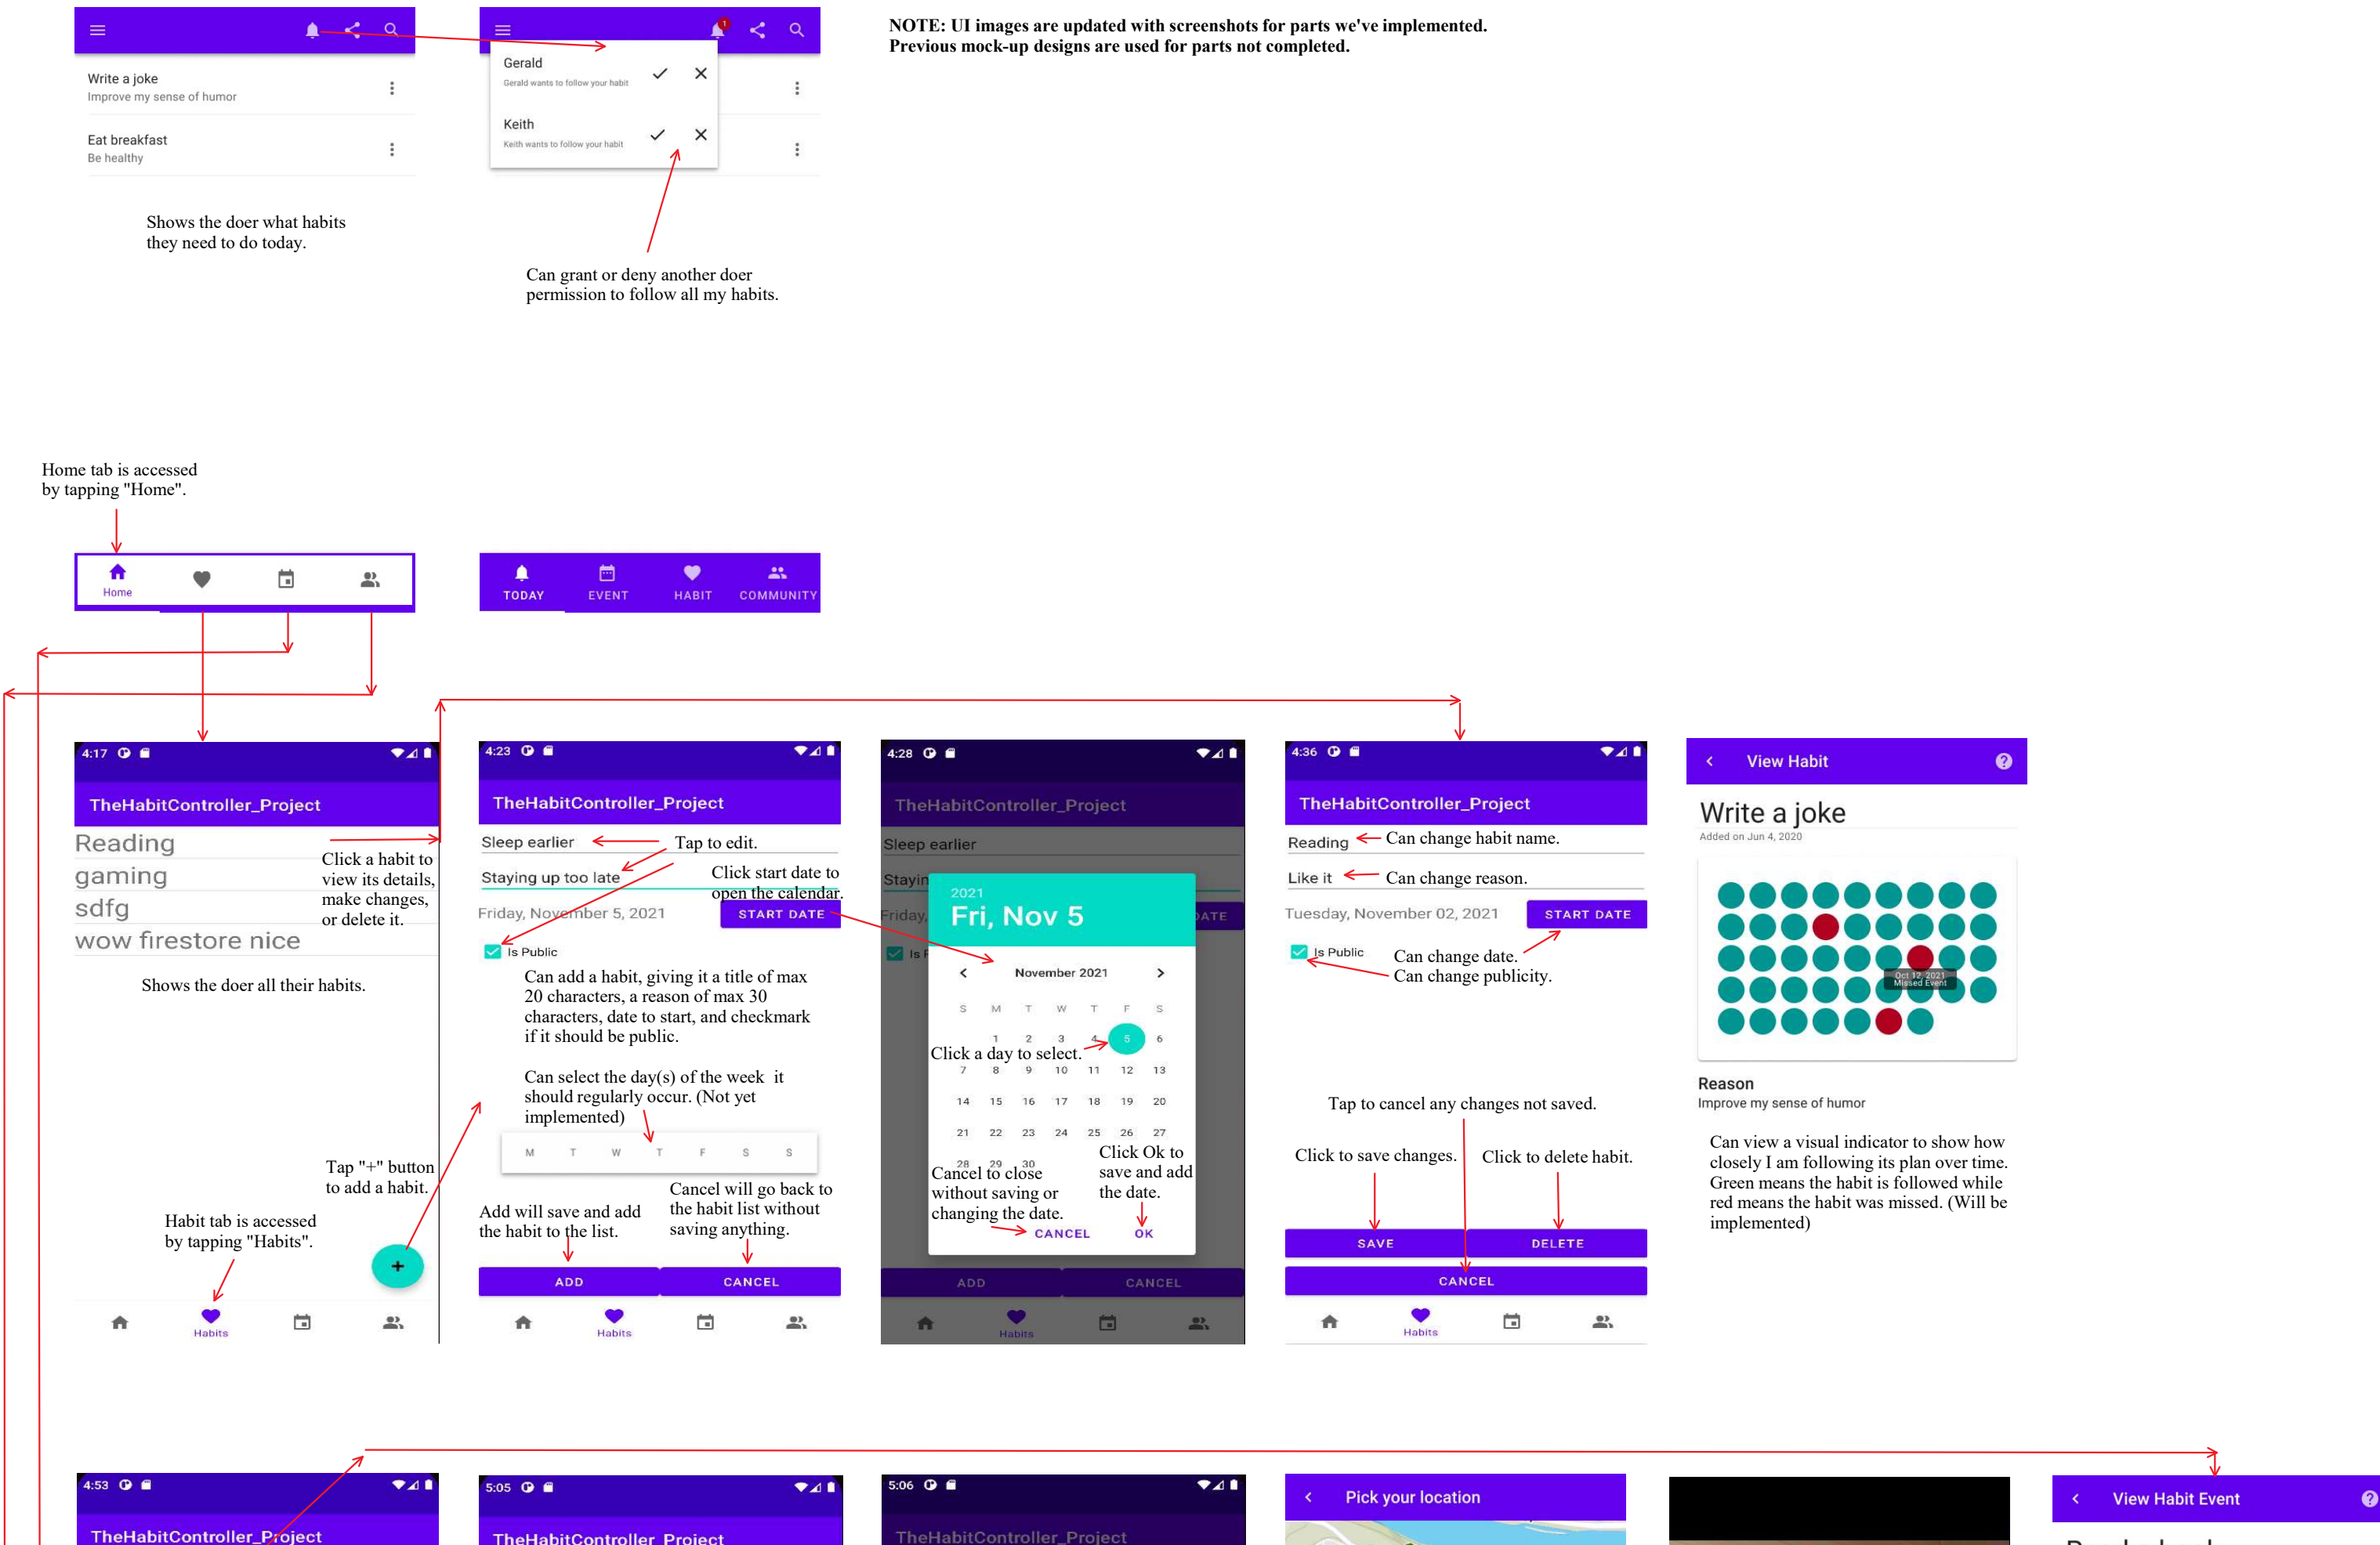 NOTE: UI images are updated with screenshots for parts we've implemented.
Previous mock-up designs are used for parts not completed.
Write a joke
Improve my sense of humor
Eat breakfast
Be healthy
Shows the doer what habits
they need to do today.
1
Gerald
Gerald wants to follow your habit
Keith
Keith wants to follow your habit
Can grant or deny another doer
permission to follow all my habits.
Home tab is accessed
by tapping "Home".
Home
TODAY EVENT HABIT COMMUNITY
4:17
TheHabitController_Project
Reading
gaming
sdfg
wow firestore nice
Click a habit to
view its details,
make changes,
or delete it.
Shows the doer all their habits.
Tap "+" button
to add a habit.
Habit tab is accessed
by tapping "Habits".
+
Habits
4:23
TheHabitController_Project
Sleep earlier
Tap to edit.
Staying up too late
Click start date to
open the calendar.
Friday, November 5, 2021
START DATE
Is Public
Can add a habit, giving it a title of max
20 characters, a reason of max 30
characters, date to start, and checkmark
if it should be public.
Can select the day(s) of the week it
should regularly occur. (Not yet
implemented)
M T W T F S S
Add will save and add
the habit to the list.
Cancel will go back to
the habit list without
saving anything.
ADD CANCEL
Habits
4:28
TheHabitController_Project
Sleep earlier
Stayin
Friday,
ATE
Is P
2021
Fri, Nov 5
November 2021
S M T W T F S
1 2 3 4 5 6
Click a day to select.
7 8 9 10 11 12 13
14 15 16 17 18 19 20
21 22 23 24 25 26 27
28 29 30
Cancel to close
without saving or
changing the date.
Click Ok to
save and add
the date.
CANCEL OK
ADD CANCEL
Habits
4:36
TheHabitController_Project
Reading
Can change habit name.
Like it
Can change reason.
Tuesday, November 02, 2021
START DATE
Is Public
Can change date.
Can change publicity.
Tap to cancel any changes not saved.
Click to save changes.
Click to delete habit.
SAVE DELETE
CANCEL
Habits
View Habit
?
Write a joke
Added on Jun 4, 2020
Oct 12, 2021
Missed Event
Reason
Improve my sense of humor
Can view a visual indicator to show how
closely I am following its plan over time.
Green means the habit is followed while
red means the habit was missed. (Will be
implemented)
4:53
TheHabitController_Project
5:05
TheHabitController_Project
5:06
TheHabitController_Project
Pick your location
View Habit Event
?